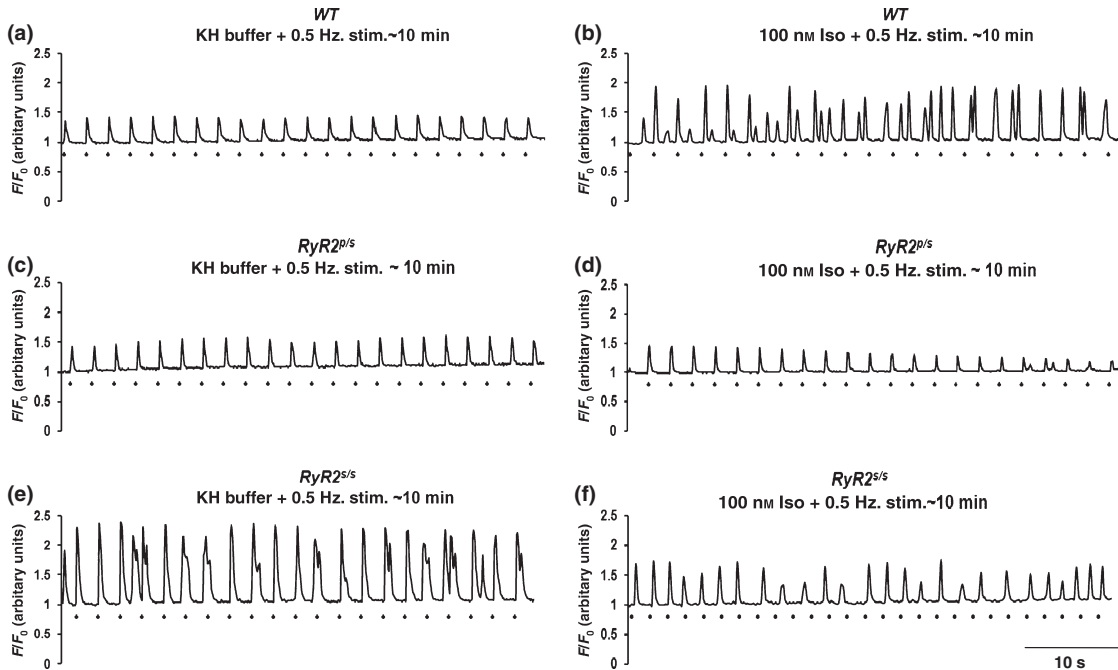 (a)
WT
KH buffer + 0.5 Hz. stim.~10 min
F/F0 (arbitary units)
2.5
2
1.5
1
0.5
0
(b)
WT
100 nM Iso + 0.5 Hz. stim.~10 min
F/F0 (arbitary units)
2.5
2
1.5
1
0.5
0
(c)
RyR2p/s
KH buffer + 0.5 Hz. stim. ~ 10 min
F/F0 (arbitary units)
2.5
2
1.5
1
0.5
0
(d)
RyR2p/s
100 nM Iso + 0.5 Hz. stim. ~ 10 min
F/F0 (arbitary units)
2.5
2
1.5
1
0.5
0
(e)
RyR2s/s
KH buffer + 0.5 Hz. stim. ~10 min
F/F0 (arbitary units)
2.5
2
1.5
1
0.5
0
(f)
RyR2s/s
100 nM Iso + 0.5 Hz. stim.~10 min
F/F0 (arbitary units)
2.5
2
1.5
1
0.5
0
10 s